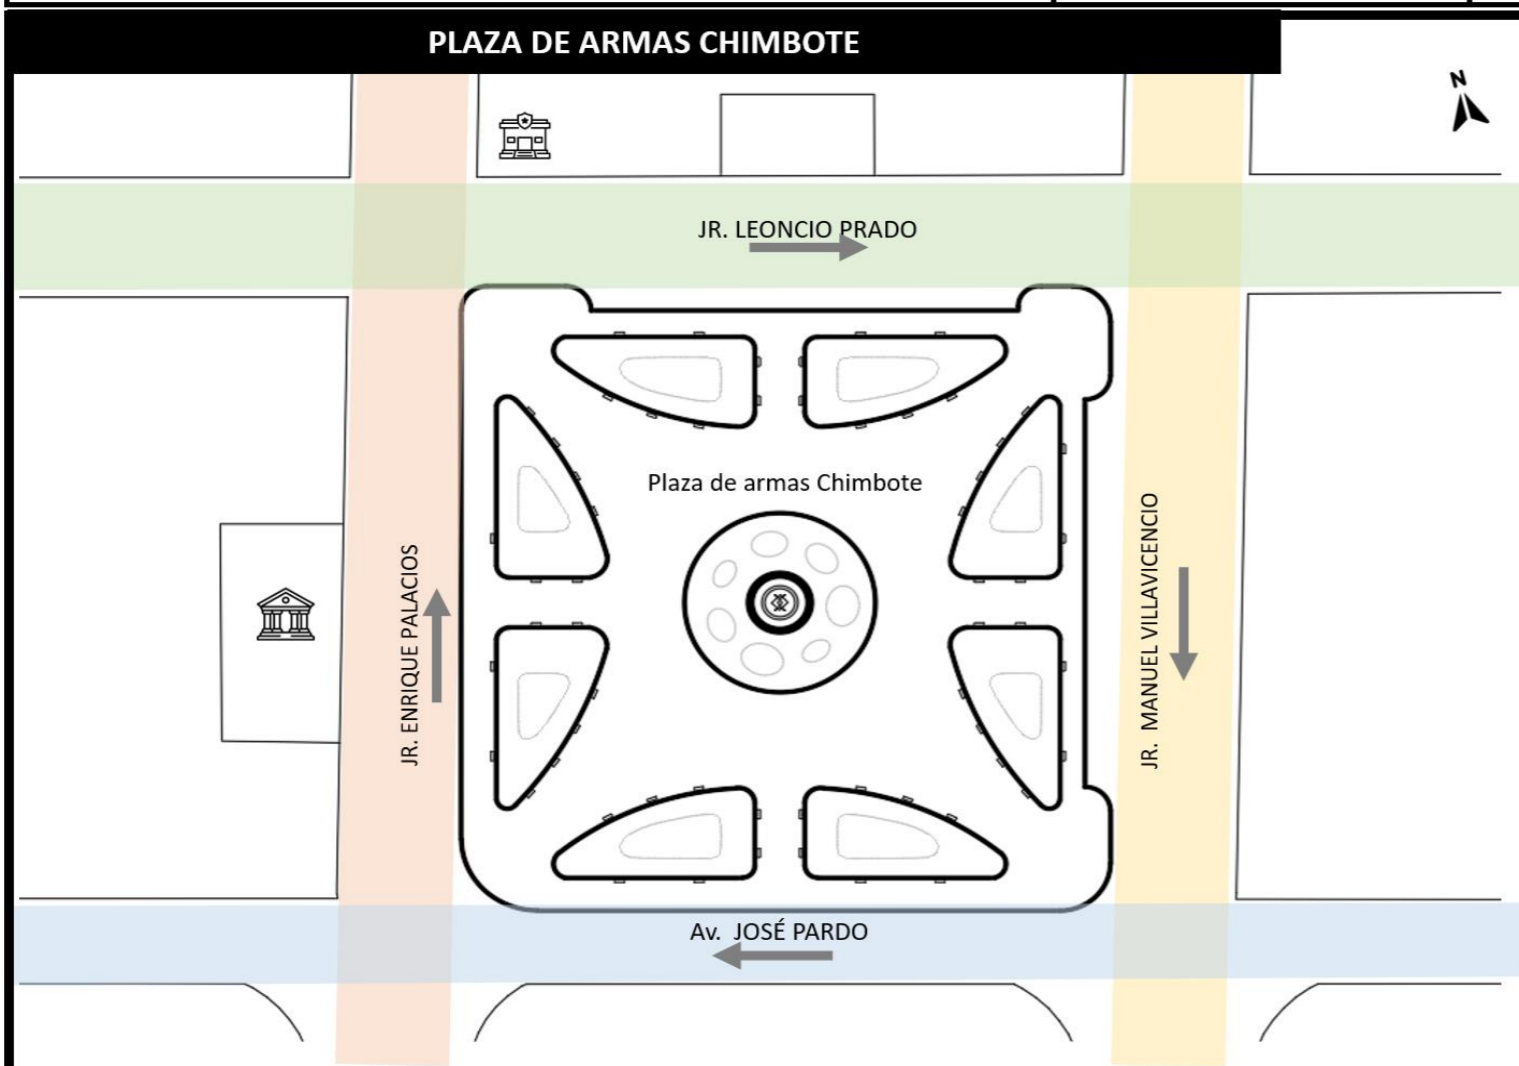 PLAZA DE ARMAS CHIMBOTE
N
JR. LEONCIO PRADO
Plaza de armas Chimbote
JR. ENRIQUE PALACIOS
JR. MANUEL VILLAVICENCIO
Av. JOSÉ PARDO